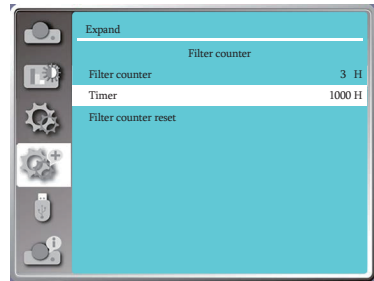 Expand
Filter counter
Filter counter 3 H
Timer 1000 H
Filter counter reset